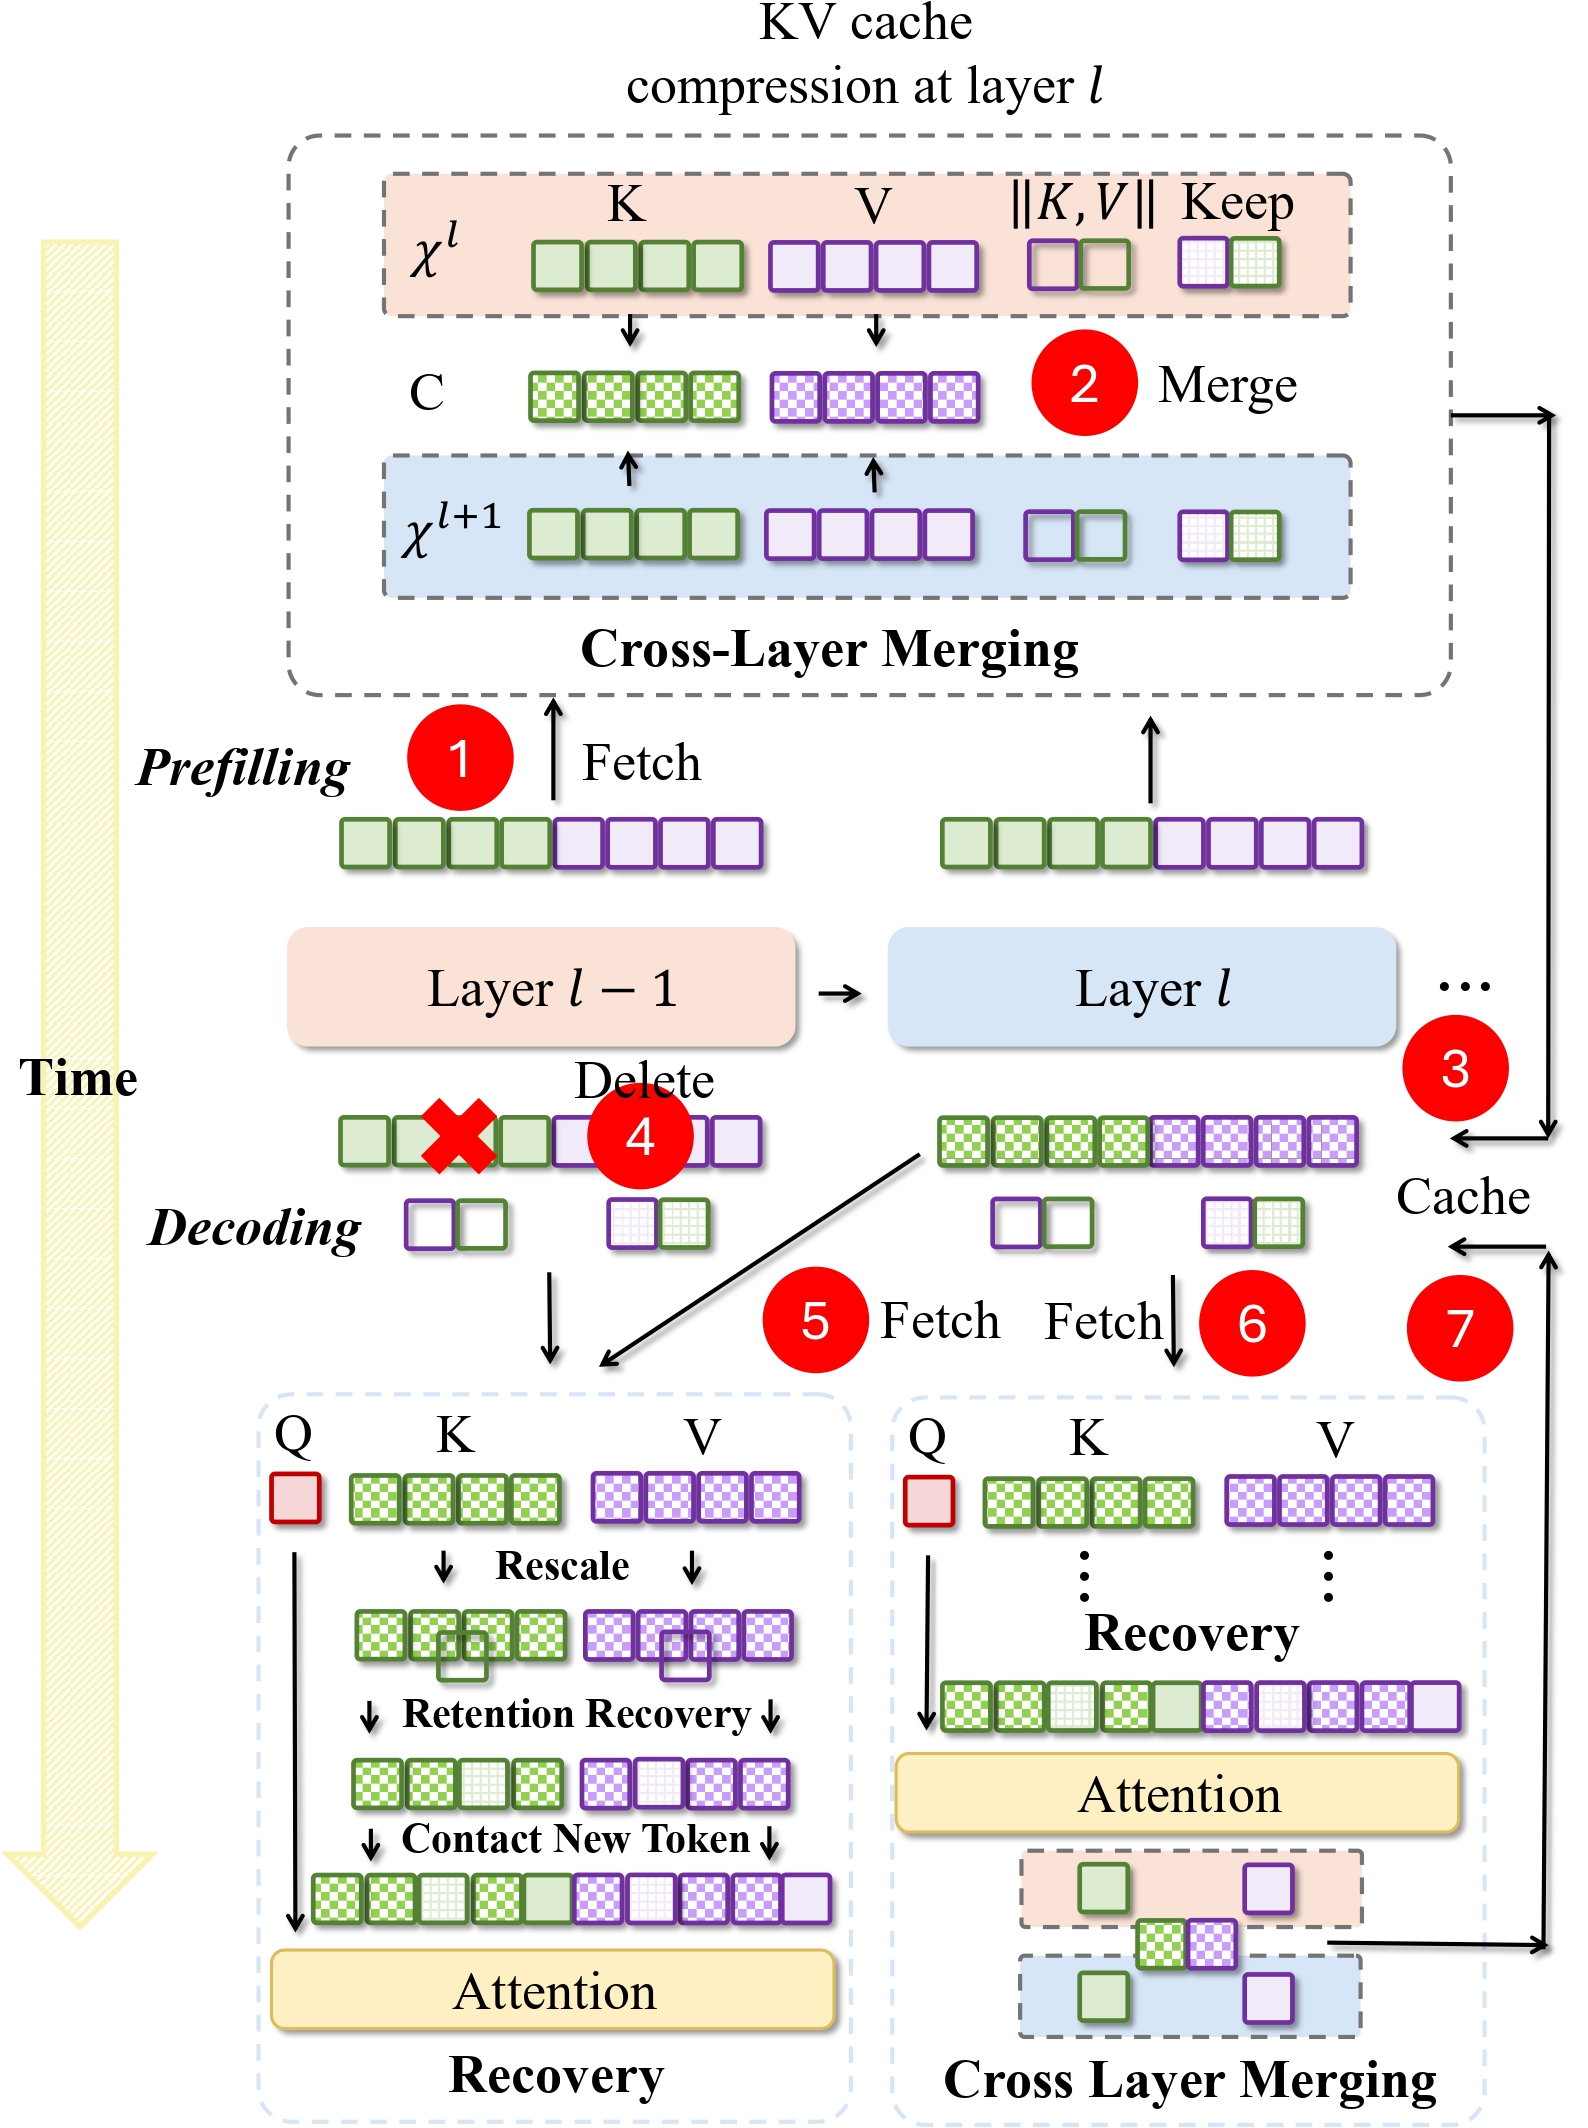 KV cache
compression at layer l
K V ‖K, V‖ Keep
χ^l
C 2 Merge
χ^{l+1}
Cross-Layer Merging
Prefilling 1 Fetch
Layer l − 1 Layer l ...
3
Time
Delete
4
Cache
Decoding
5 Fetch Fetch 6 7
Q K V Q K V
Rescale
Recovery
Retention Recovery
Attention
Contact New Token
Attention
Recovery Cross Layer Merging